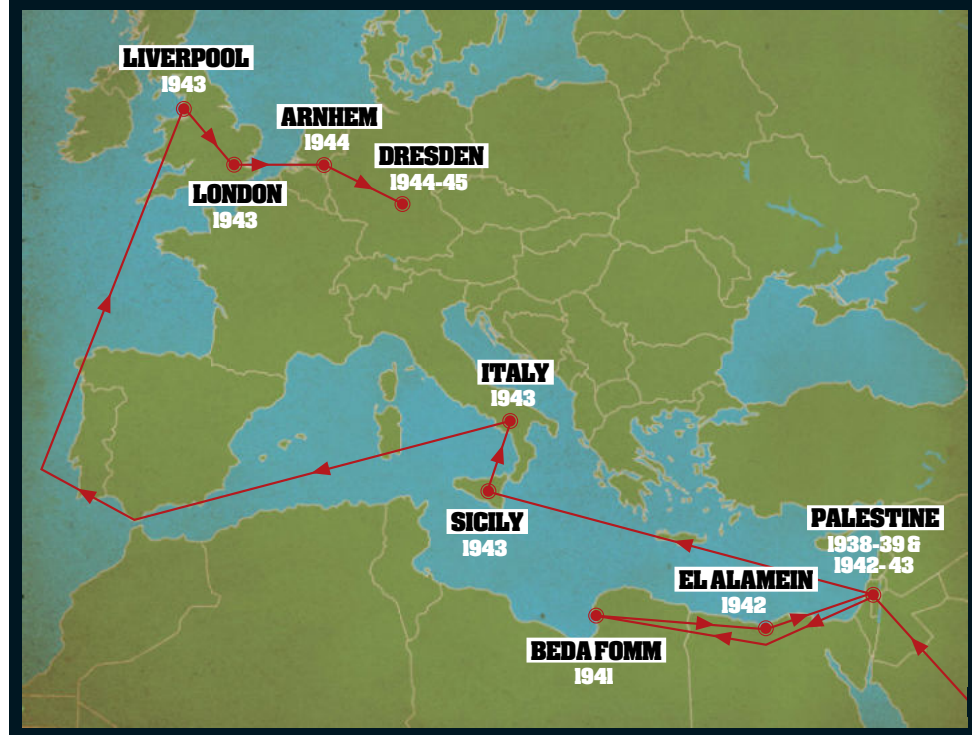 LIVERPOOL
1943
ARNHEM
1944
DRESDEN
1944-45
LONDON
1943
ITALY
1943
SICILY
1943
PALESTINE
1938-39 &
1942-43
EL ALAMEIN
1942
BEDA FOMM
1941